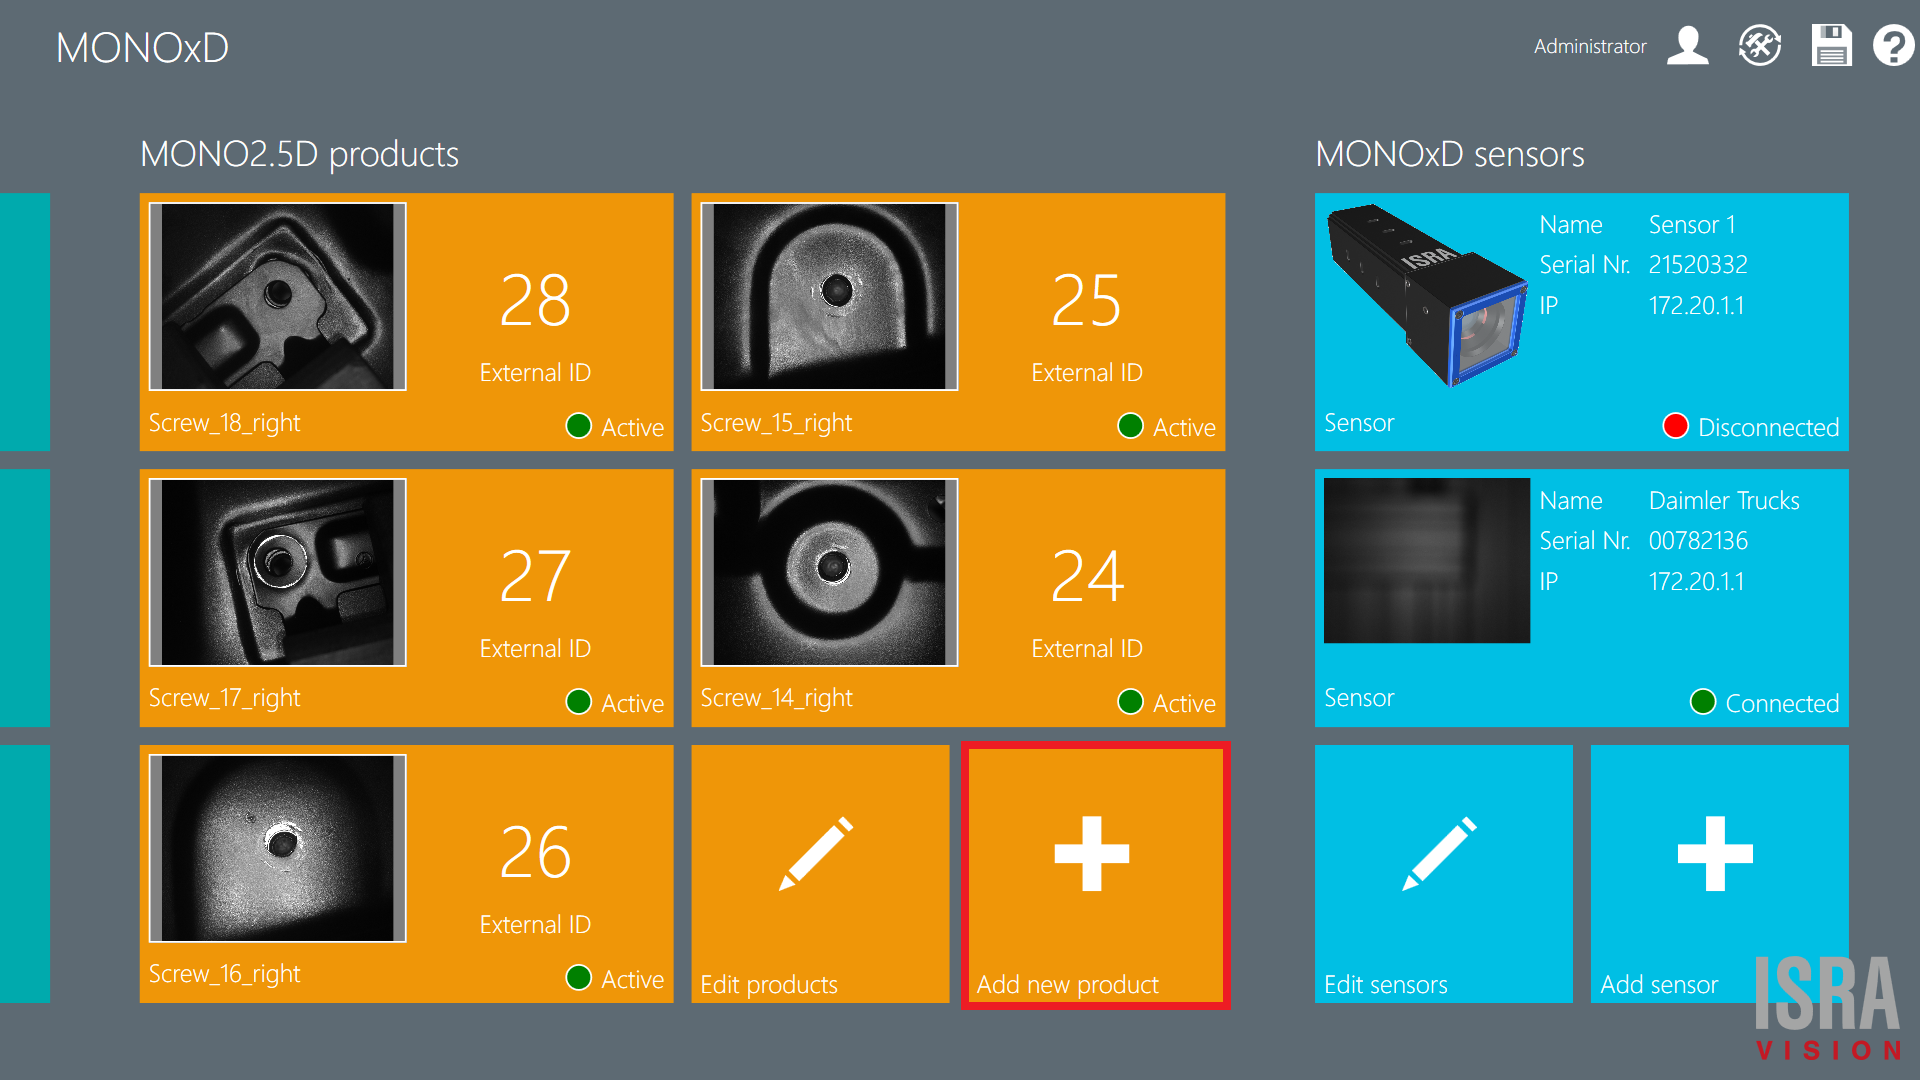 MONOxD
Administrator
MONO2.5D products
MONOxD sensors
28
External ID
Screw_18_right
Active
25
External ID
Screw_15_right
Active
ISRA
Name Sensor 1
Serial Nr. 21520332
IP 172.20.1.1
Sensor
Disconnected
27
External ID
Screw_17_right
Active
24
External ID
Screw_14_right
Active
Name Daimler Trucks
Serial Nr. 00782136
IP 172.20.1.1
Sensor
Connected
26
External ID
Screw_16_right
Active
Edit products
Add new product
Edit sensors
Add sensor
ISRA
VISION